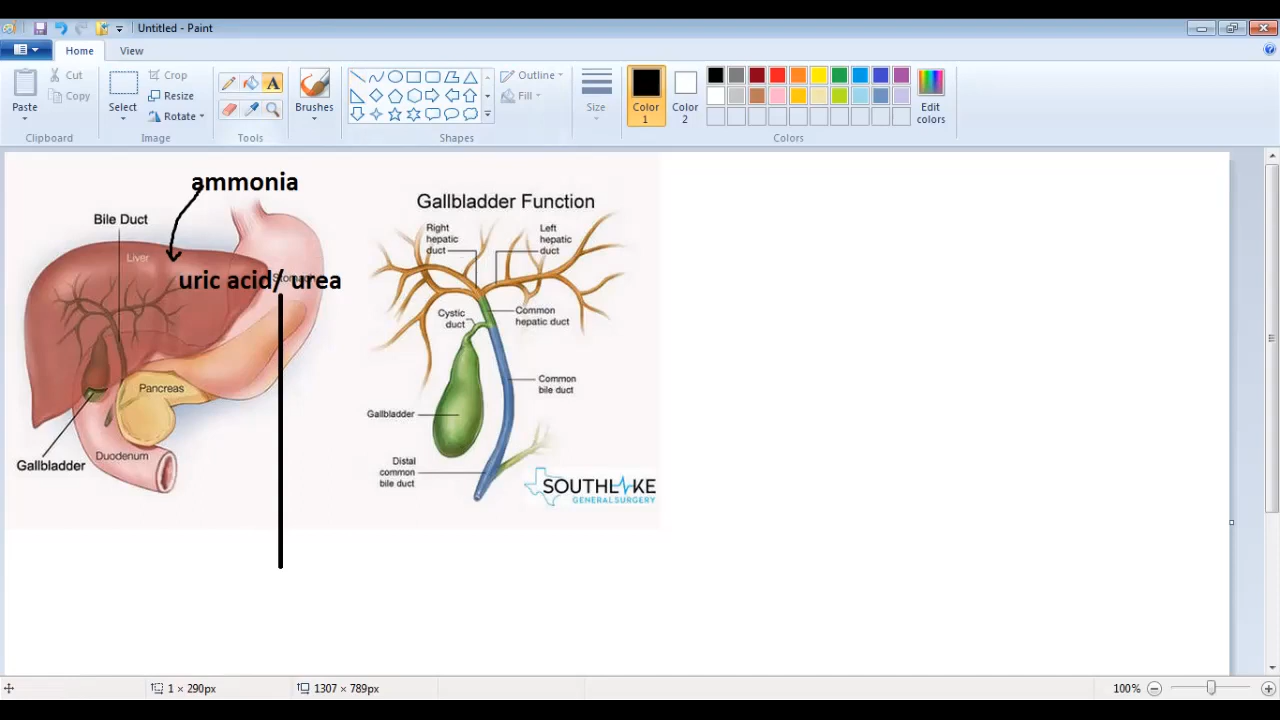 Untitled - Paint
Home
View
Paste
Cut
Copy
Clipboard
Select
Crop
Resize
Rotate
Image
Tools
Brushes
Shapes
Outline
Fill
Size
Color
1
Color
2
Edit
colors
Colors
ammonia
Bile Duct
Liver
Stomach
uric acid/ urea
Pancreas
Duodenum
Gallbladder
Gallbladder Function
Right
hepatic
duct
Left
hepatic
duct
Cystic
duct
Common
hepatic duct
Common
bile duct
Gallbladder
Distal
common
bile duct
SOUTHLAKE
GENERAL SURGERY
1 × 290px
1307 × 789px
100%